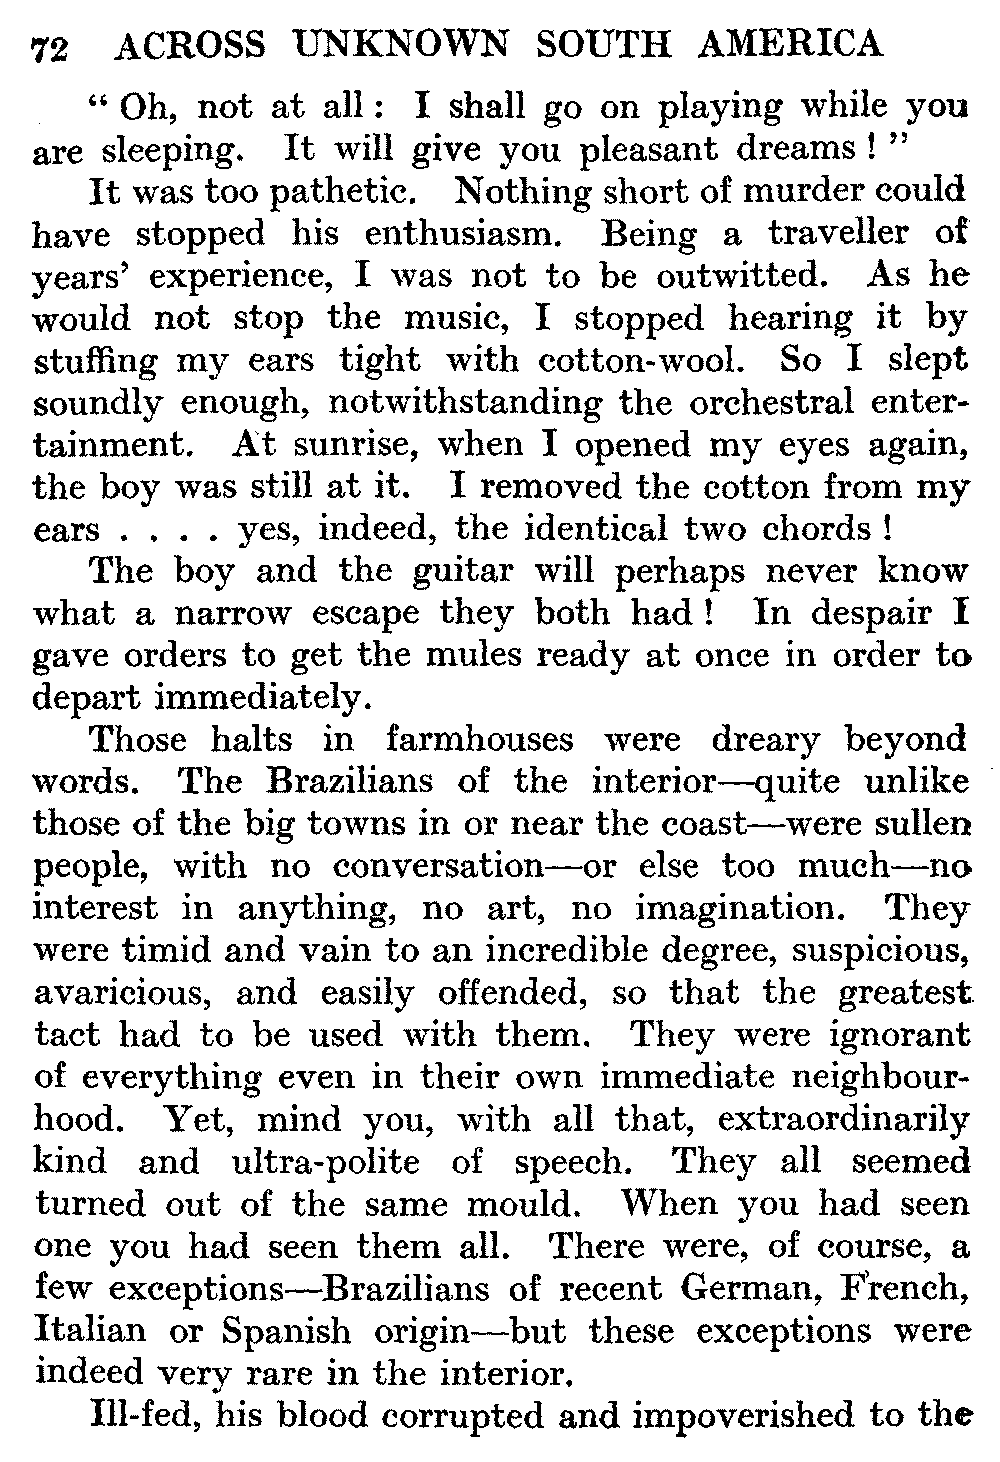 72 ACROSS UNKNOWN SOUTH AMERICA
“ Oh, not at all : I shall go on playing while you
are sleeping. It will give you pleasant dreams ! ”
It was too pathetic. Nothing short of murder could
have stopped his enthusiasm. Being a traveller of
years’ experience, I was not to be outwitted. As he
would not stop the music, I stopped hearing it by
stuffing my ears tight with cotton-wool. So I slept
soundly enough, notwithstanding the orchestral enter-
tainment. At sunrise, when I opened my eyes again,
the boy was still at it. I removed the cotton from my
ears . . . . yes, indeed, the identical two chords !
The boy and the guitar will perhaps never know
what a narrow escape they both had ! In despair I
gave orders to get the mules ready at once in order to
depart immediately.
Those halts in farmhouses were dreary beyond
words. The Brazilians of the interior—quite unlike
those of the big towns in or near the coast—were sullen
people, with no conversation—or else too much—no
interest in anything, no art, no imagination. They
were timid and vain to an incredible degree, suspicious,
avaricious, and easily offended, so that the greatest
tact had to be used with them. They were ignorant
of everything even in their own immediate neighbour-
hood. Yet, mind you, with all that, extraordinarily
kind and ultra-polite of speech. They all seemed
turned out of the same mould. When you had seen
one you had seen them all. There were, of course, a
few exceptions—Brazilians of recent German, French,
Italian or Spanish origin—but these exceptions were
indeed very rare in the interior.
Ill-fed, his blood corrupted and impoverished to the